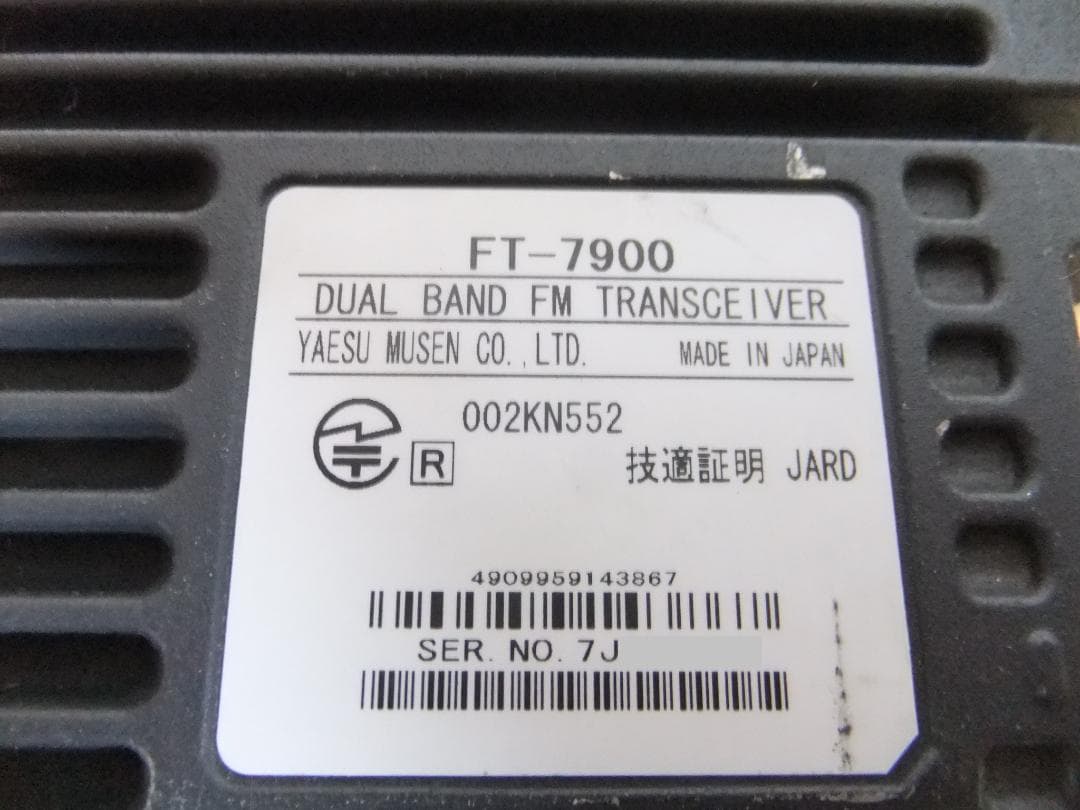 FT-7900
DUAL BAND FM TRANSCEIVER
YAESU MUSEN CO.,LTD. MADE IN JAPAN
R 002KN552
技適証明 JARD
4909959143867
SER. NO. 7J